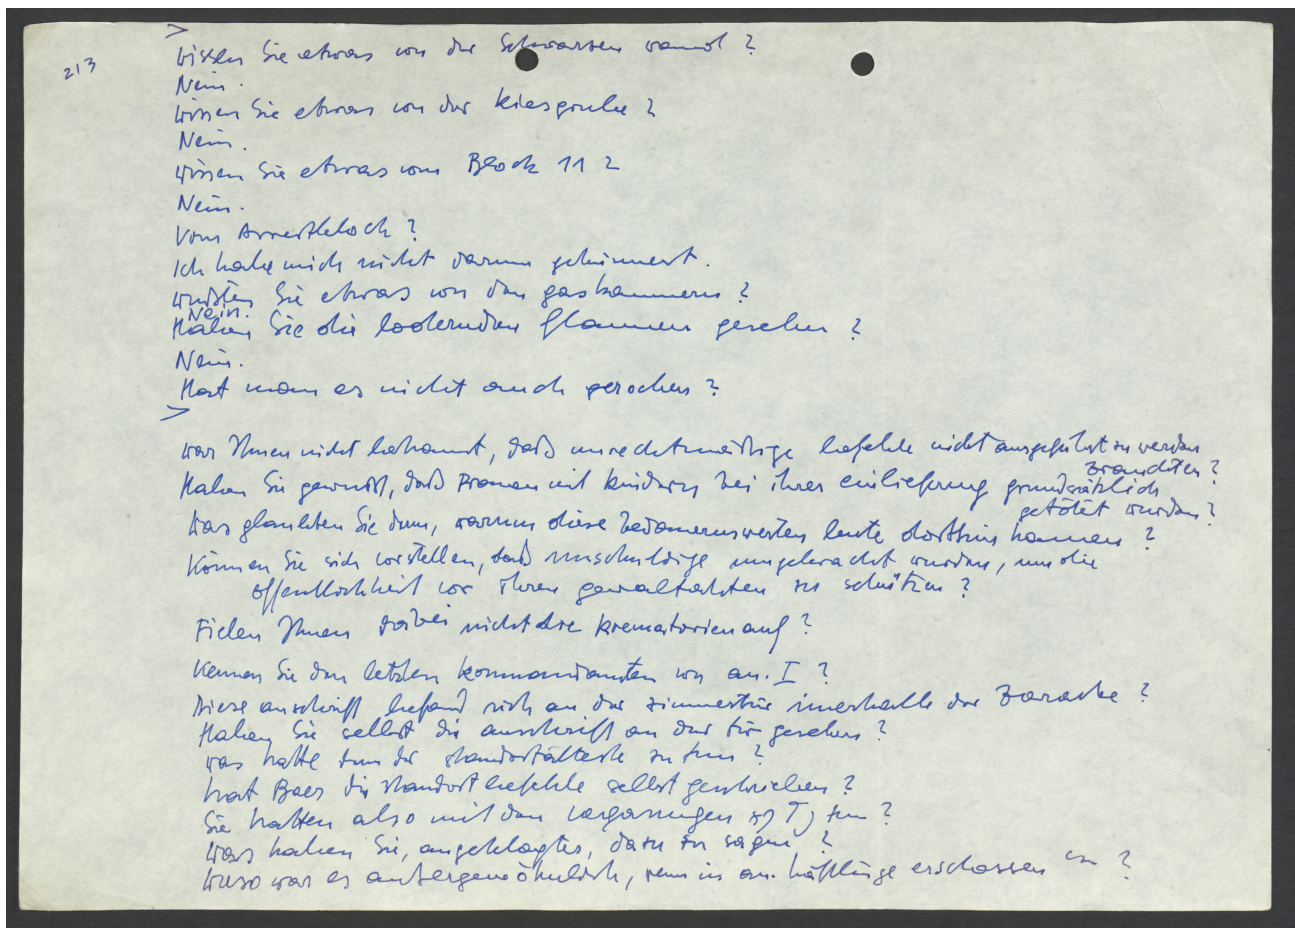 213
>
wissen Sie etwas von der Schwarzen wand?
Nein.
wissen Sie etwas von der kiesgrube?
Nein.
wissen Sie etwas vom Block 11?
Nein.
Vom Arrestblock?
Ich habe mich nicht darum gekümmert.
wußten Sie etwas von den gaskammern?
Nein.
Haben Sie die lodernden flammen gesehen?
Nein.
Hat man es nicht auch gerochen?
>
war Ihnen nicht bekannt, daß unrechtmäßige befehle nicht ausgeführt zu werden
brauchten?
Haben Sie gewußt, daß Frauen mit kindern bei ihrer einlieferung grundsätzlich
getötet wurden?
Was glaubten Sie denn, warum diese bedauernswerten leute dorthin kamen?
Können Sie sich vorstellen, daß unschuldige umgebracht wurden, um die
öffentlichkeit vor ihren gewalttaten zu schützen?
Fielen Ihnen dabei nicht die krematorien auf?
kennen Sie den letzten kommandanten von au. I?
Diese anschrift befand sich an der zimmertür innerhalb der Baracke?
Haben Sie selbst die anschrift an der tür gesehen?
was hatte denn der standortälteste zu tun?
hat Baer die standortbefehle selbst geschrieben?
Sie hatten also mit den vergasungen zu tun?
Was haben Sie, angeklagter, dazu zu sagen?
wieso war es außergewöhnlich, wenn in au. häftlinge erschossen?